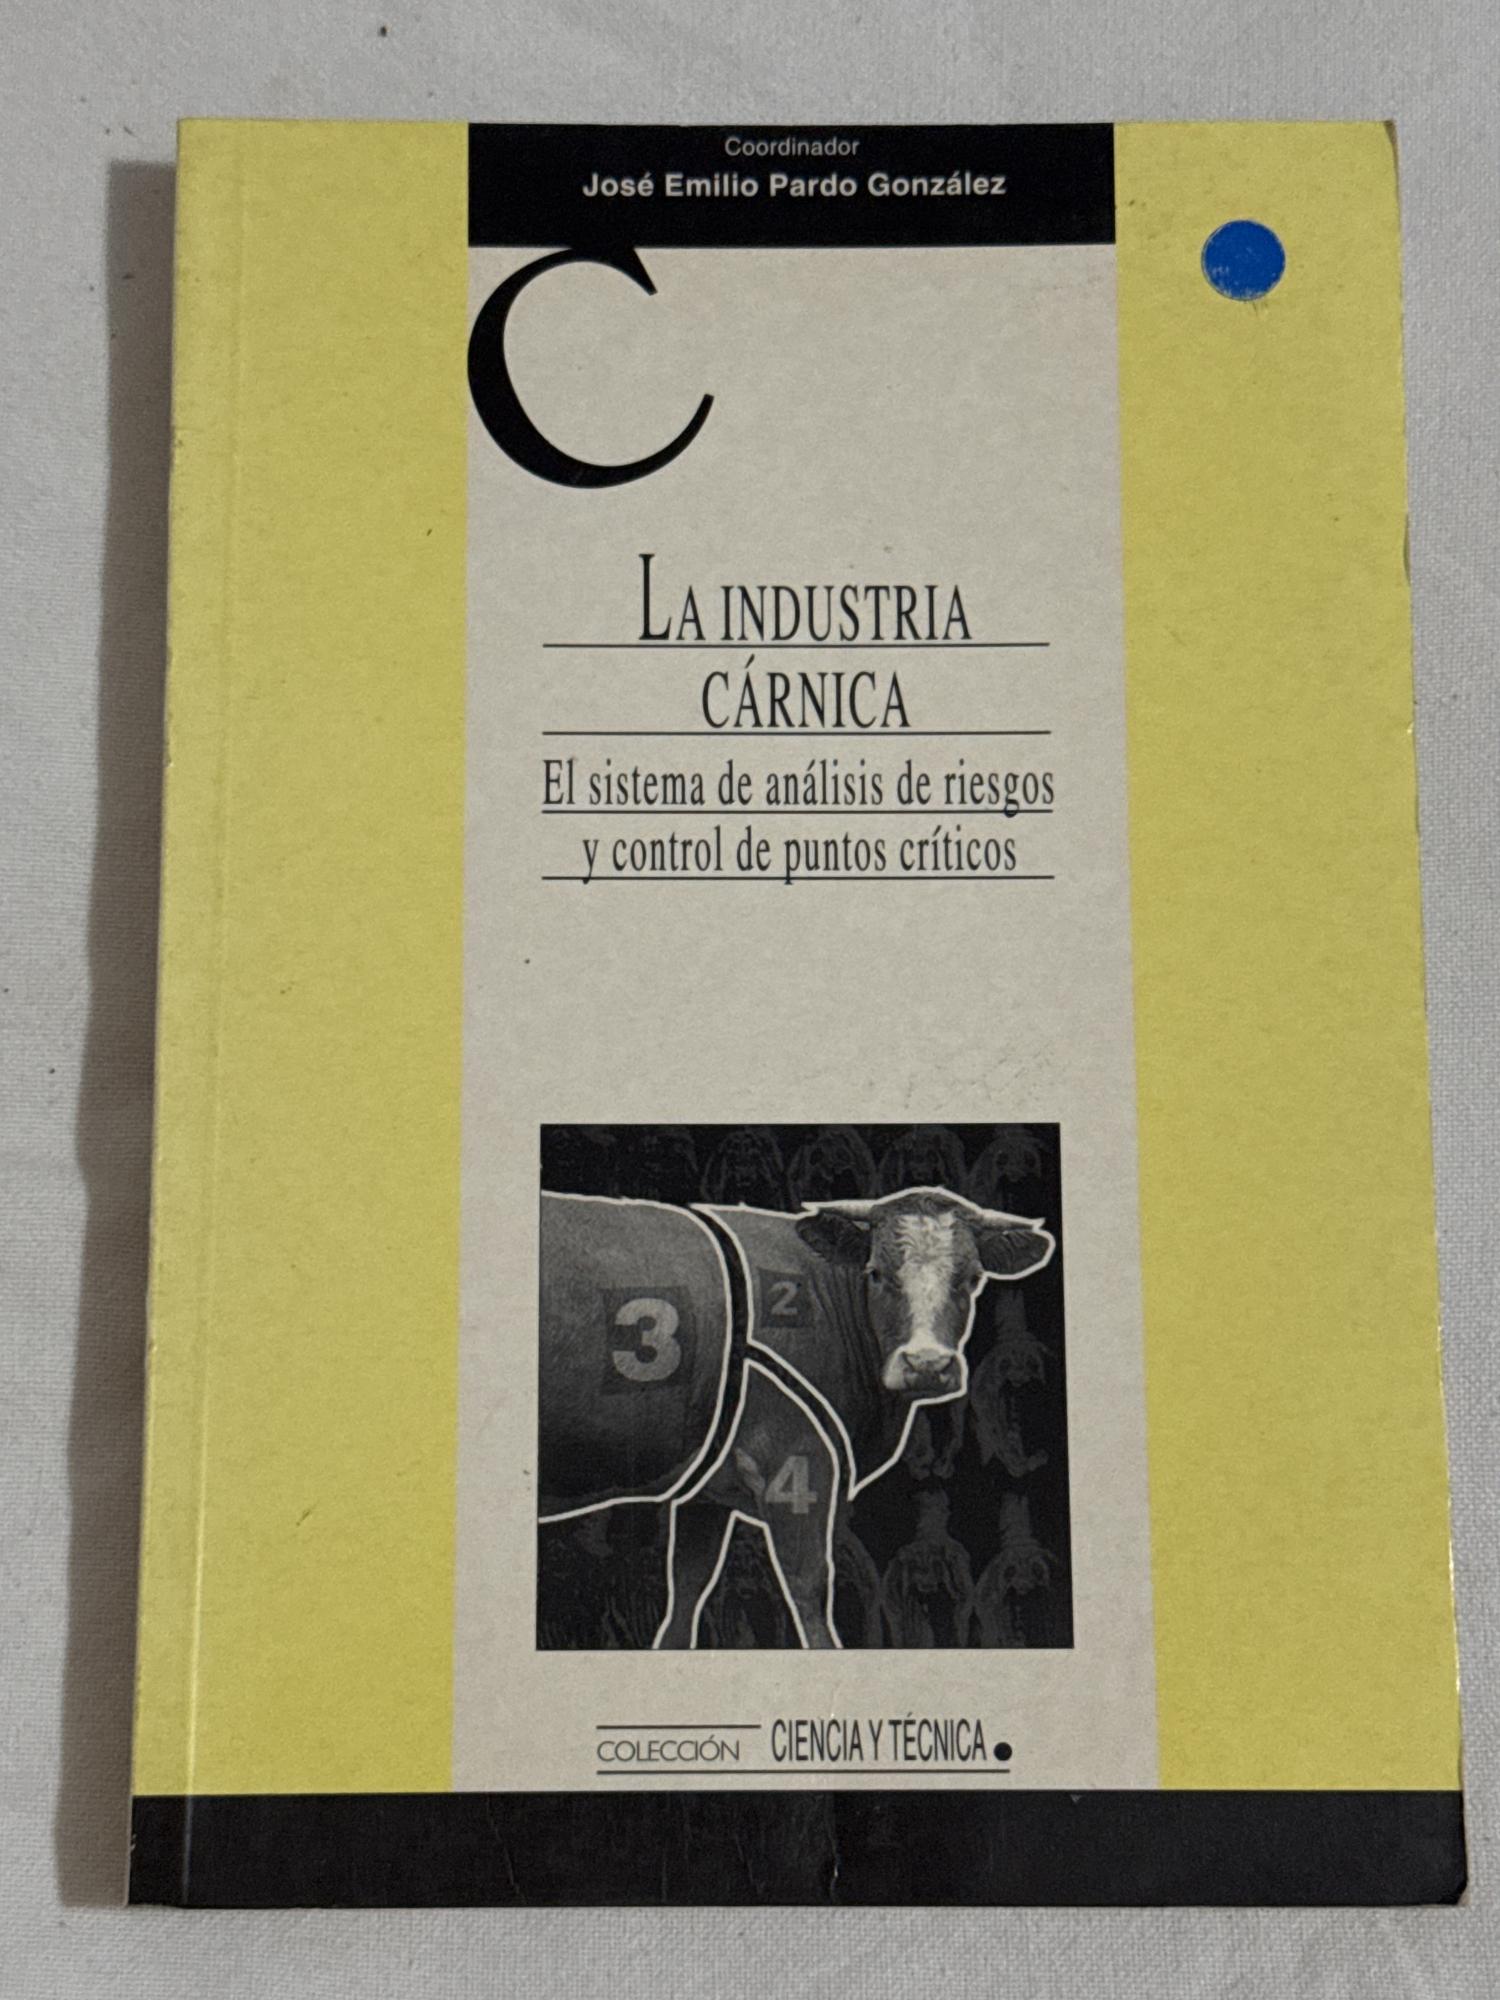 Coordinador
José Emilio Pardo González
C
LA INDUSTRIA
CÁRNICA
El sistema de análisis de riesgos
y control de puntos críticos
3
2
4
COLECCIÓN CIENCIA Y TÉCNICA